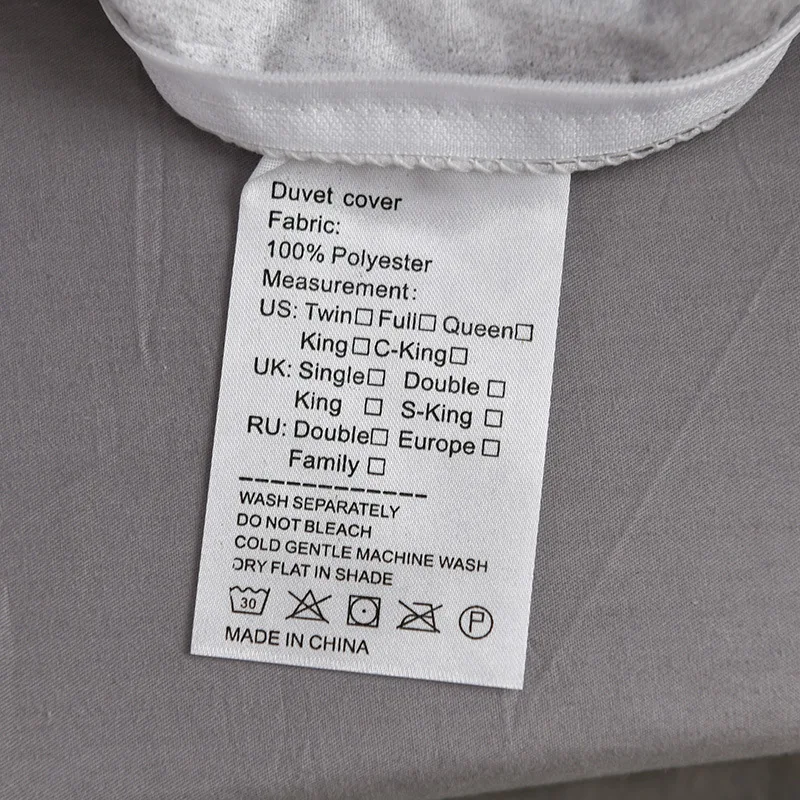 Duvet cover
Fabric:
100% Polyester
Measurement:
US: Twin☐ Full☐ Queen☐
King☐ C-King☐
UK: Single☐ Double ☐
King ☐ S-King ☐
RU: Double☐ Europe ☐
Family ☐
WASH SEPARATELY
DO NOT BLEACH
COLD GENTLE MACHINE WASH
DRY FLAT IN SHADE
30 P
MADE IN CHINA